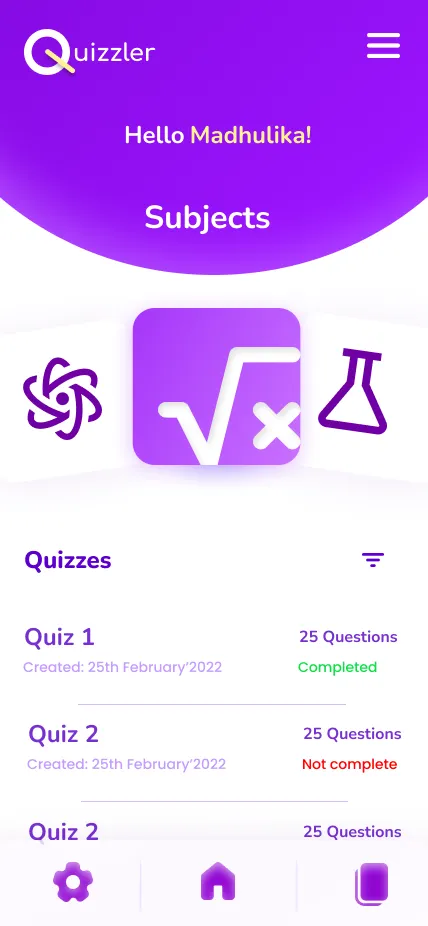 Quizzler
Hello Madhulika!
Subjects
Quizzes
Quiz 1
25 Questions
Created: 25th February'2022
Completed
Quiz 2
25 Questions
Created: 25th February'2022
Not complete
Quiz 2
25 Questions